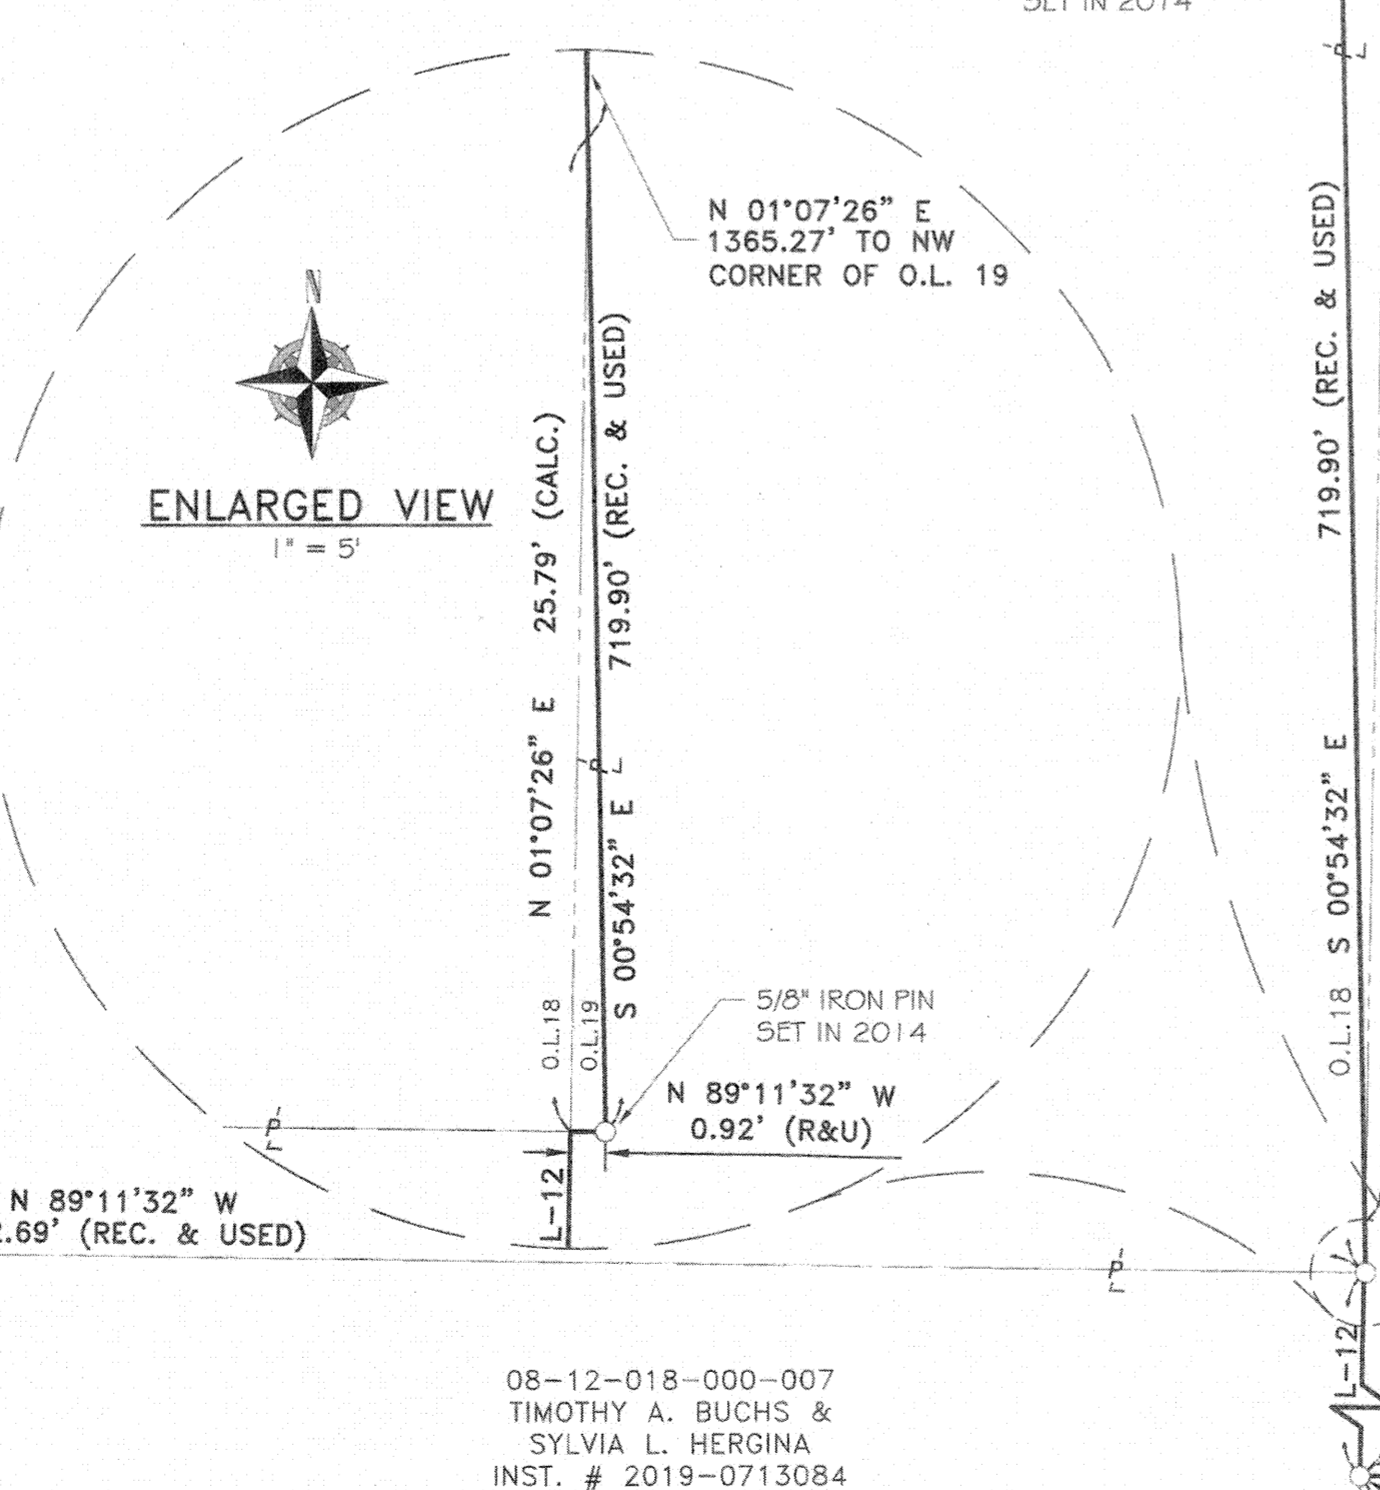 SET IN 2014
P L
N 01°07'26" E
1365.27' TO NW
CORNER OF O.L. 19
N
ENLARGED VIEW
1" = 5'
N 01°07'26" E 25.79' (CALC.)
S 00°54'32" E 719.90' (REC. & USED)
P L
O.L.18
O.L.19
5/8" IRON PIN
SET IN 2014
N 89°11'32" W
0.92' (R&U)
P L
L-12
N 89°11'32" W
.69' (REC. & USED)
P L
O.L.18 S 00°54'32" E 719.90' (REC. & USED)
L-12
08-12-018-000-007
TIMOTHY A. BUCHS &
SYLVIA L. HERGINA
INST. # 2019-0713084